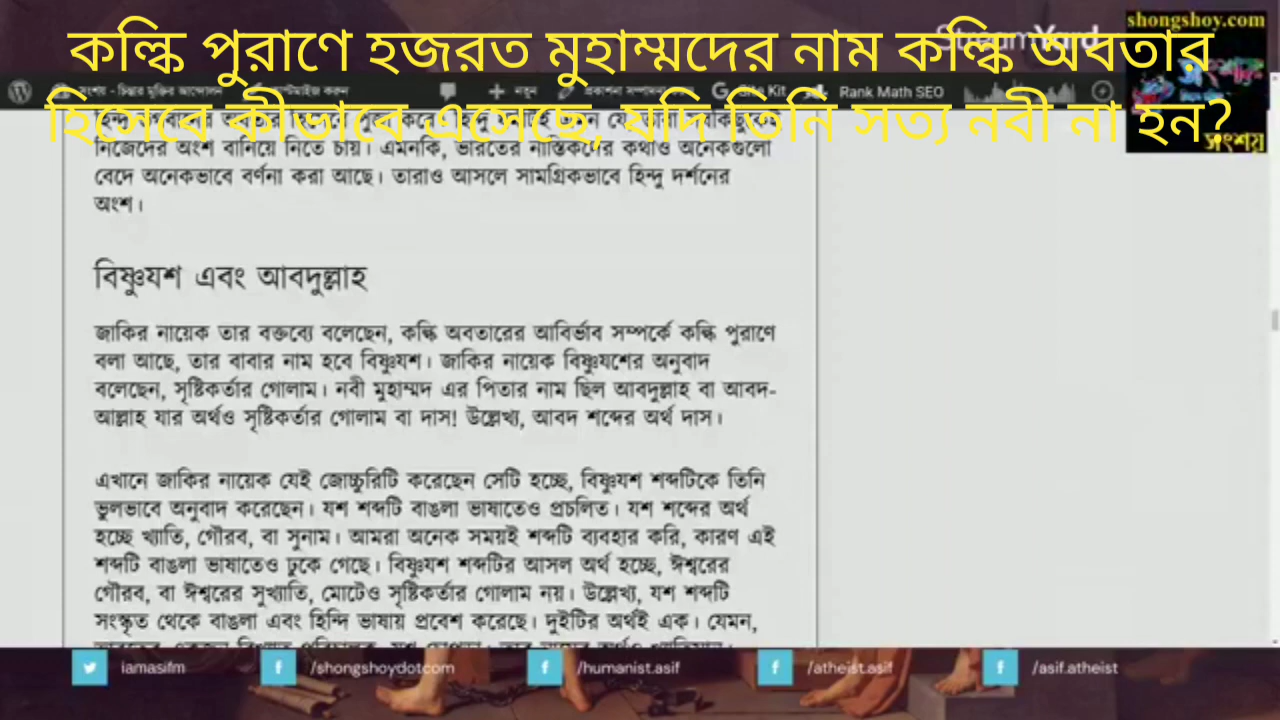 কল্কি পুরাণে হজরত মুহাম্মদের নাম কল্কি অবতার
হিসেবে কীভাবে এসেছে, যদি তিনি সত্য নবী না হন?
shongshoy.com
StreamYard
সংশয় - চিন্তার মুক্তির আন্দোলন
নতুন
Rank Math SEO
সংশয়
নিজেদের অংশ বানিয়ে নিতে চায়। এমনকি, ভারতের নাস্তিকদের কথাও অনেকগুলো
বেদে অনেকভাবে বর্ণনা করা আছে। তারাও আসলে সামগ্রিকভাবে হিন্দু দর্শনের
অংশ।
বিষ্ণুযশ এবং আবদুল্লাহ
জাকির নায়েক তার বক্তব্যে বলেছেন, কল্কি অবতারের আবির্ভাব সম্পর্কে কল্কি পুরাণে
বলা আছে, তার বাবার নাম হবে বিষ্ণুযশ। জাকির নায়েক বিষ্ণুযশের অনুবাদ
বলেছেন, সৃষ্টিকর্তার গোলাম। নবী মুহাম্মদ এর পিতার নাম ছিল আবদুল্লাহ বা আবদ-
আল্লাহ যার অর্থও সৃষ্টিকর্তার গোলাম বা দাস! উল্লেখ্য, আবদ শব্দের অর্থ দাস।
এখানে জাকির নায়েক যেই জোচ্চুরিটি করেছেন সেটি হচ্ছে, বিষ্ণুযশ শব্দটিকে তিনি
ভুলভাবে অনুবাদ করেছেন। যশ শব্দটি বাঙলা ভাষাতেও প্রচলিত। যশ শব্দের অর্থ
হচ্ছে খ্যাতি, গৌরব, বা সুনাম। আমরা অনেক সময়ই শব্দটি ব্যবহার করি, কারণ এই
শব্দটি বাঙলা ভাষাতেও ঢুকে গেছে। বিষ্ণুযশ শব্দটির আসল অর্থ হচ্ছে, ঈশ্বরের
গৌরব, বা ঈশ্বরের সুখ্যাতি, মোটেও সৃষ্টিকর্তার গোলাম নয়। উল্লেখ্য, যশ শব্দটি
সংস্কৃত থেকে বাঙলা এবং হিন্দি ভাষায় প্রবেশ করেছে। দুইটির অর্থই এক। যেমন,
iamasifm
/shongshoydotcom
/humanist.asif
/atheist.asif
/asif.atheist